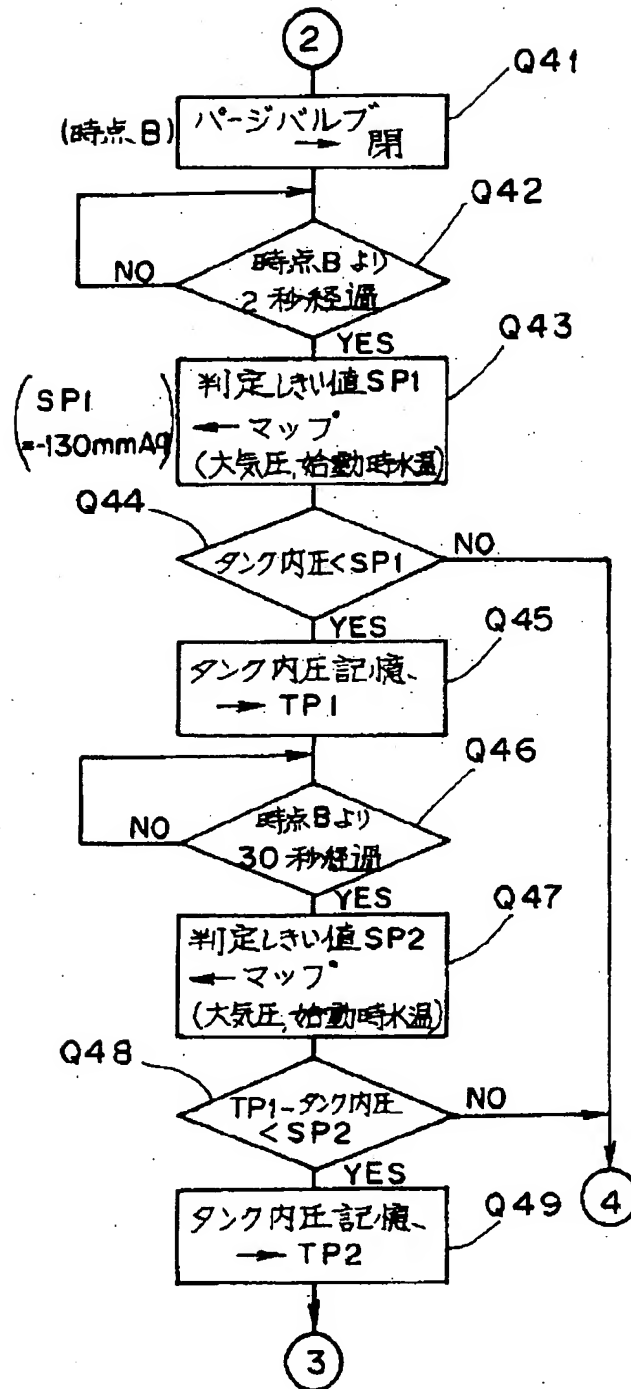 2
Q41
(時点B)
パージバルブ
→ 閉
Q42
NO
時点Bより
2秒経過
YES
Q43
(SP1
=-130mmAq)
判定しきい値SP1
←マップ
(大気圧,始動時水温)
Q44
タンク内圧<SP1
NO
YES
Q45
タンク内圧記憶
→ TP1
Q46
NO
時点Bより
30秒経過
YES
Q47
判定しきい値SP2
←マップ
(大気圧,始動時水温)
Q48
TP1-タンク内圧
<SP2
NO
YES
4
Q49
タンク内圧記憶
→ TP2
3